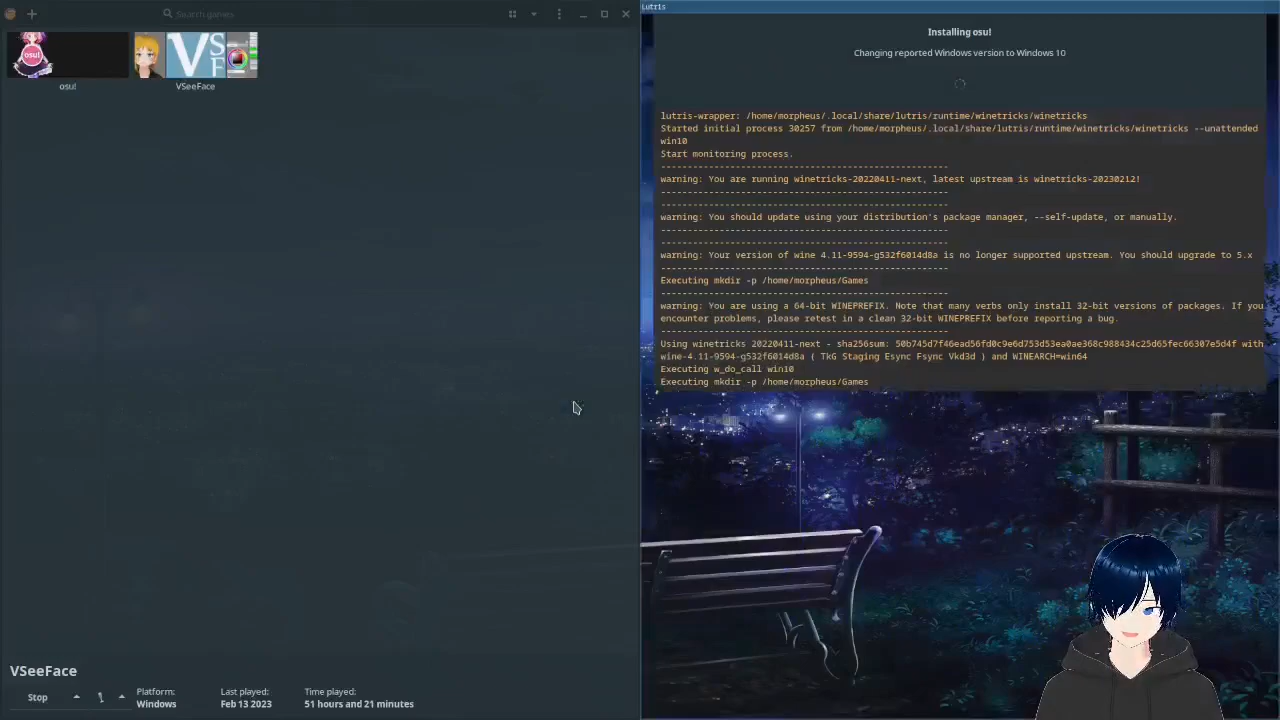 Search games
osu!
VS
F
osu!
VSeeFace
VSeeFace
Stop
Platform:
Windows
Last played:
Feb 13 2023
Time played:
51 hours and 21 minutes
Lutris
Installing osu!
Changing reported Windows version to Windows 10
lutris-wrapper: /home/morpheus/.local/share/lutris/runtime/winetricks/winetricks
Started initial process 30257 from /home/morpheus/.local/share/lutris/runtime/winetricks/winetricks --unattended
win10
Start monitoring process.
------------------------------------------------------
warning: You are running winetricks-20220411-next, latest upstream is winetricks-20230212!
------------------------------------------------------
------------------------------------------------------
warning: You should update using your distribution's package manager, --self-update, or manually.
------------------------------------------------------
------------------------------------------------------
warning: Your version of wine 4.11-9594-g532f6014d8a is no longer supported upstream. You should upgrade to 5.x
------------------------------------------------------
Executing mkdir -p /home/morpheus/Games
------------------------------------------------------
warning: You are using a 64-bit WINEPREFIX. Note that many verbs only install 32-bit versions of packages. If you
encounter problems, please retest in a clean 32-bit WINEPREFIX before reporting a bug.
------------------------------------------------------
Using winetricks 20220411-next - sha256sum: 50b745d7f46ead56fd0c9e6d753d53ea0ae368c988434c25d65fec66307e5d4f with
wine-4.11-9594-g532f6014d8a ( TkG Staging Esync Fsync Vkd3d ) and WINEARCH=win64
Executing w_do_call win10
Executing mkdir -p /home/morpheus/Games